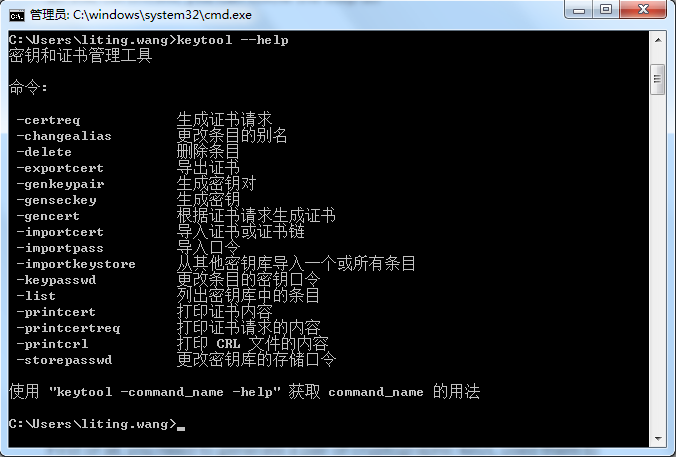 管理员: C:\windows\system32\cmd.exe
C:\Users\liting.wang>keytool --help
密钥和证书管理工具
命令:
-certreq 生成证书请求
-changealias 更改条目的别名
-delete 删除条目
-exportcert 导出证书
-genkeypair 生成密钥对
-genseckey 生成密钥
-gencert 根据证书请求生成证书
-importcert 导入证书或证书链
-importpass 导入口令
-importkeystore 从其他密钥库导入一个或所有条目
-keypasswd 更改条目的密钥口令
-list 列出密钥库中的条目
-printcert 打印证书内容
-printcertreq 打印证书请求的内容
-printcrl 打印 CRL 文件的内容
-storepasswd 更改密钥库的存储口令
使用 "keytool -command_name -help" 获取 command_name 的用法
C:\Users\liting.wang>_